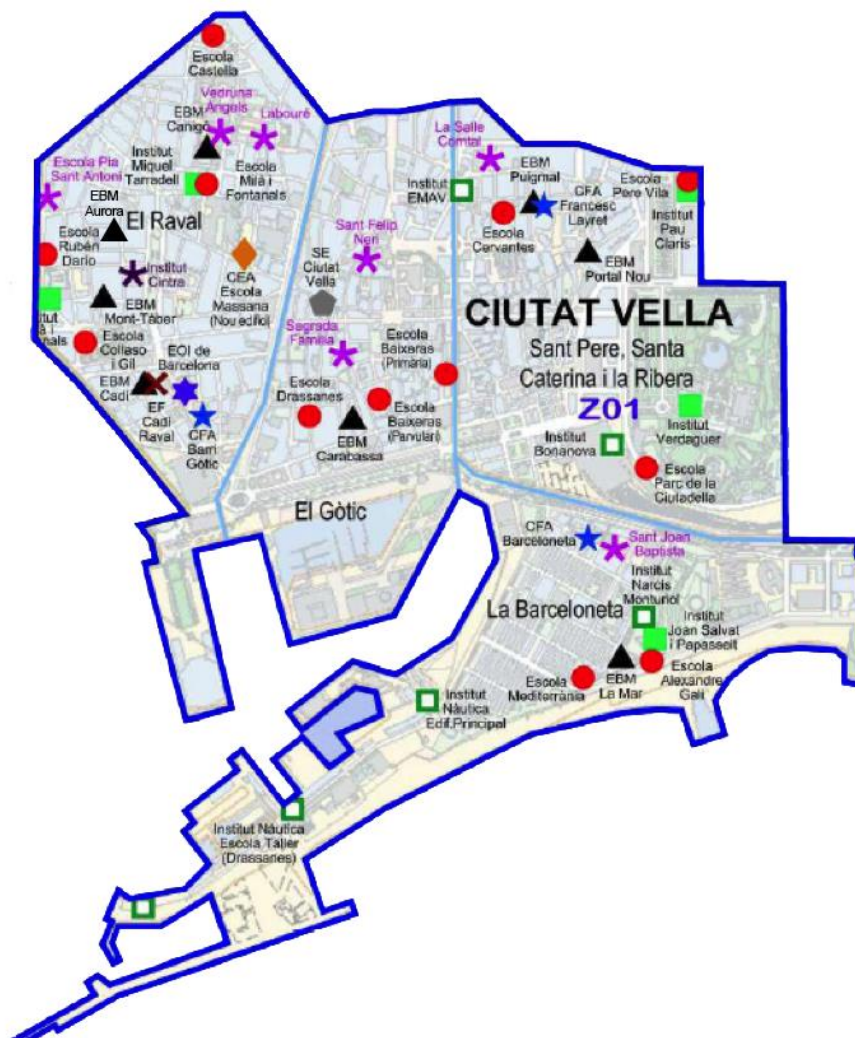 Escola
Castella
Vedruna
Àngels
EBM
Canigó
Labouré
Institut
Miquel
Tarradell
Escola
Milà i
Fontanals
Escola Pia
Sant Antoni
EBM
Aurora
El Raval
Escola
Rubén
Darío
Institut
Cintra
CEA
Escola
Massana
(Nou edifici)
EBM
Mont-Tàber
Escola
Collaso
i Gil
EOI de
Barcelona
EBM
Cadí
EF
Cadí
Raval
CFA
Barri
Gòtic
Sant Felip
Neri
SE
Ciutat
Vella
Sagrada
Família
Escola
Baixeras
(Primària)
Escola
Drassanes
EBM
Carabassa
Escola
Baixeras
(Parvulari)
El Gòtic
La Salle
Comtal
Institut
EMAV
EBM
Puigmal
CFA
Francesc
Layret
Escola
Cervantes
Escola
Pere Vila
Institut
Pau
Claris
EBM
Portal Nou
CIUTAT VELLA
Sant Pere, Santa
Caterina i la Ribera
Z01
Institut
Verdaguer
Institut
Bonanova
Escola
Parc de la
Ciutadella
CFA
Barceloneta
Sant Joan
Baptista
Institut
Narcís
Monturiol
La Barceloneta
Institut
Joan Salvat
i Papasseit
Escola
Mediterrània
EBM
La Mar
Escola
Alexandre
Galí
Institut
Nàutica
Edif.Principal
Institut Nàutica
Escola Taller
(Drassanes)